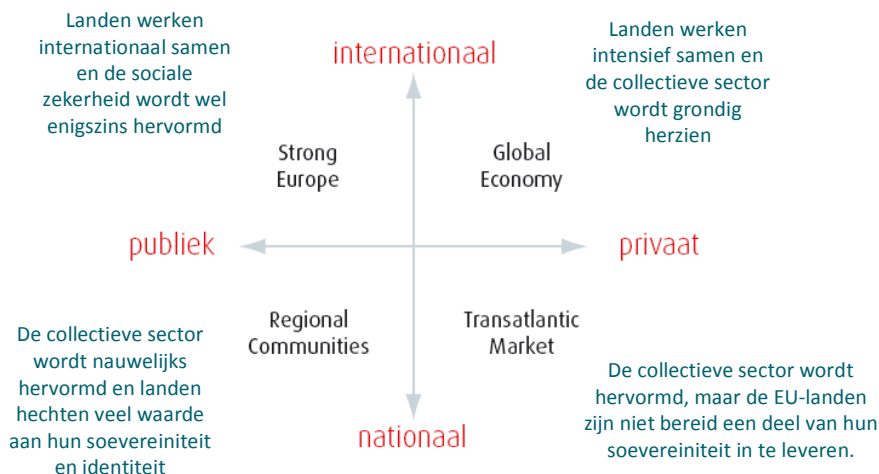 Landen werken
internationaal samen
en de sociale
zekerheid wordt wel
enigszins hervormd
internationaal
Landen werken
intensief samen en
de collectieve sector
wordt grondig
herzien
Strong
Europe
Global
Economy
publiek
privaat
Regional
Communities
Transatlantic
Market
De collectieve sector
wordt nauwelijks
hervormd en landen
hechten veel waarde
aan hun soevereiniteit
en identiteit
De collectieve sector wordt
hervormd, maar de EU-landen
zijn niet bereid een deel van hun
soevereiniteit in te leveren.
nationaal